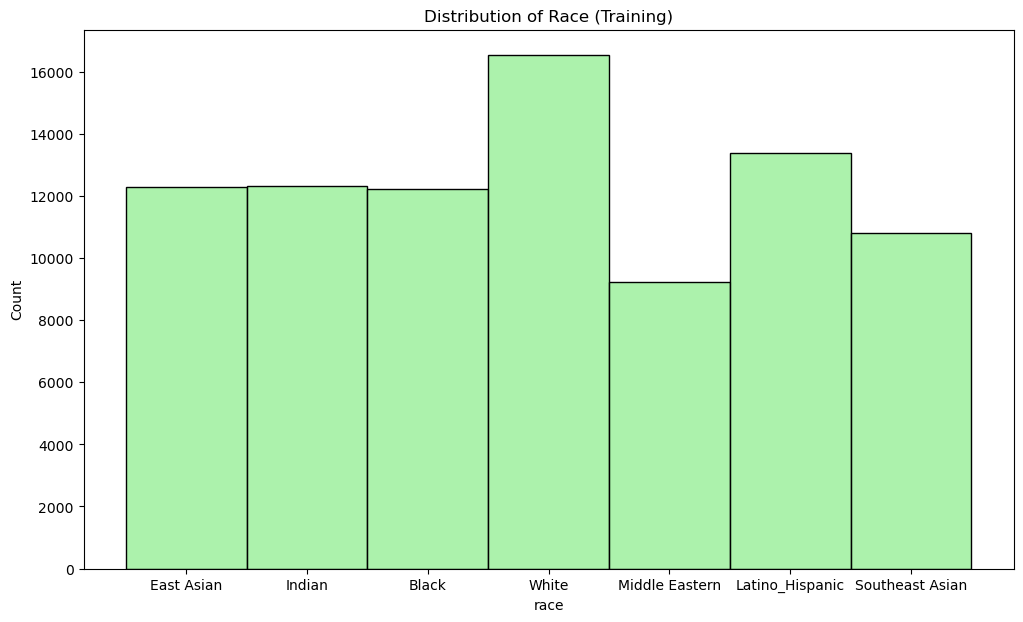 Distribution of Race (Training)
Count
16000
14000
12000
10000
8000
6000
4000
2000
0
East Asian Indian Black White Middle Eastern Latino_Hispanic Southeast Asian
race